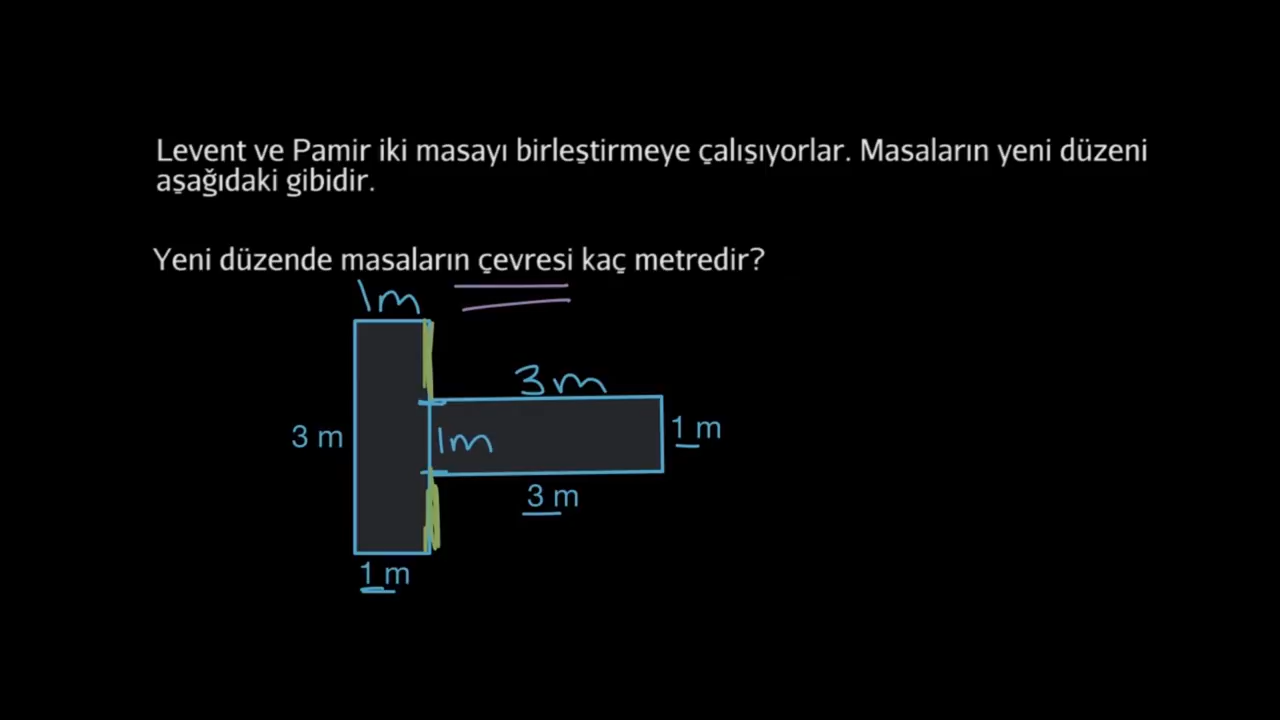 Levent ve Pamir iki masayı birleştirmeye çalışıyorlar. Masaların yeni düzeni
aşağıdaki gibidir.
Yeni düzende masaların çevresi kaç metredir?
1m
3m
3 m
1m
1 m
3 m
1 m